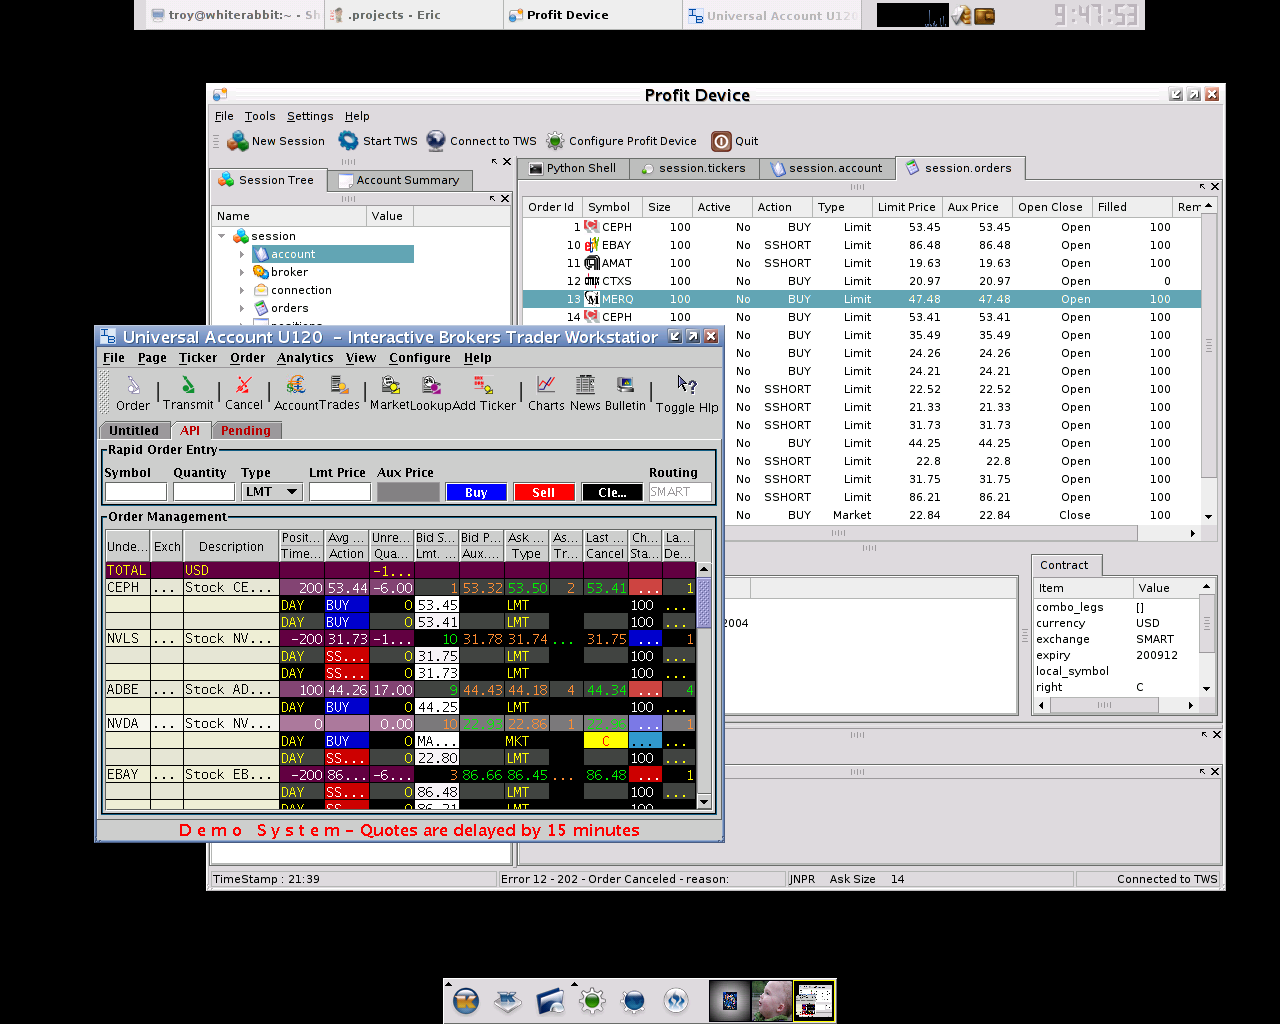 troy@whiterabbit:~ - Sh
.projects - Eric
Profit Device
Universal Account U120
9:47:53
Profit Device
File Tools Settings Help
New Session Start TWS Connect to TWS Configure Profit Device Quit
Session Tree Account Summary
Python Shell session.tickers session.account session.orders
Name Value
session
account
broker
connection
orders
positions
Order Id Symbol Size Active Action Type Limit Price Aux Price Open Close Filled Rem
1 CEPH 100 No BUY Limit 53.45 53.45 Open 100
10 EBAY 100 No SSHORT Limit 86.48 86.48 Open 100
11 AMAT 100 No SSHORT Limit 19.63 19.63 Open 100
12 CTXS 100 No BUY Limit 20.97 20.97 Open 0
13 MERQ 100 No BUY Limit 47.48 47.48 Open 100
14 CEPH 100 No BUY Limit 53.41 53.41 Open 100
No BUY Limit 35.49 35.49 Open 100
No BUY Limit 24.26 24.26 Open 100
No BUY Limit 24.21 24.21 Open 100
No SSHORT Limit 22.52 22.52 Open 100
No SSHORT Limit 21.33 21.33 Open 100
No SSHORT Limit 31.73 31.73 Open 100
No BUY Limit 44.25 44.25 Open 100
No SSHORT Limit 22.8 22.8 Open 100
No SSHORT Limit 31.75 31.75 Open 100
No SSHORT Limit 86.21 86.21 Open 100
No BUY Market 22.84 22.84 Close 100
Universal Account U120 - Interactive Brokers Trader Workstation
File Page Ticker Order Analytics View Configure Help
Order Transmit Cancel Account Trades Market Lookup Add Ticker Charts News Bulletin Toggle Hlp
Untitled API Pending
Rapid Order Entry
Symbol Quantity Type Lmt Price Aux Price Routing
LMT Buy Sell Cle... SMART
Order Management
Unde... Exch Description Posit... Avg ... Unre... Bid S... Bid P... Ask ... As... Last ... Ch... La...
Time... Action Qua... Lmt. ... Aux.... Type Tr... Cancel Sta... De...
TOTAL USD -1...
CEPH ... Stock CE... 200 53.44 -6.00 1 53.32 53.50 2 53.41 ... 1
DAY BUY 0 53.45 LMT 100 ...
DAY BUY 0 53.41 LMT 100 ...
NVLS ... Stock NV... -200 31.73 -1... 10 31.78 31.74 ... 31.75 ... 1
DAY SS... 0 31.75 LMT 100 ...
DAY SS... 0 31.73 LMT 100 ...
ADBE ... Stock AD... 100 44.26 17.00 9 44.43 44.18 4 44.34 ... 4
DAY BUY 0 44.25 LMT 100 ...
NVDA ... Stock NV... 0 0.00 10 22.86 1 ... 1
DAY BUY 0 MA... MKT C ... ...
DAY SS... 0 22.80 LMT 100 ...
EBAY ... Stock EB... -200 86... -6... 3 86.66 86.45 ... 86.48 ... 1
DAY SS... 0 86.48 LMT 100 ...
DAY SS... 0 86.21 LMT 100 ...
Demo System - Quotes are delayed by 15 minutes
2004
Contract
Item Value
combo_legs []
currency USD
exchange SMART
expiry 200912
local_symbol
right C
TimeStamp : 21:39 Error 12 - 202 - Order Canceled - reason: JNPR Ask Size 14 Connected to TWS